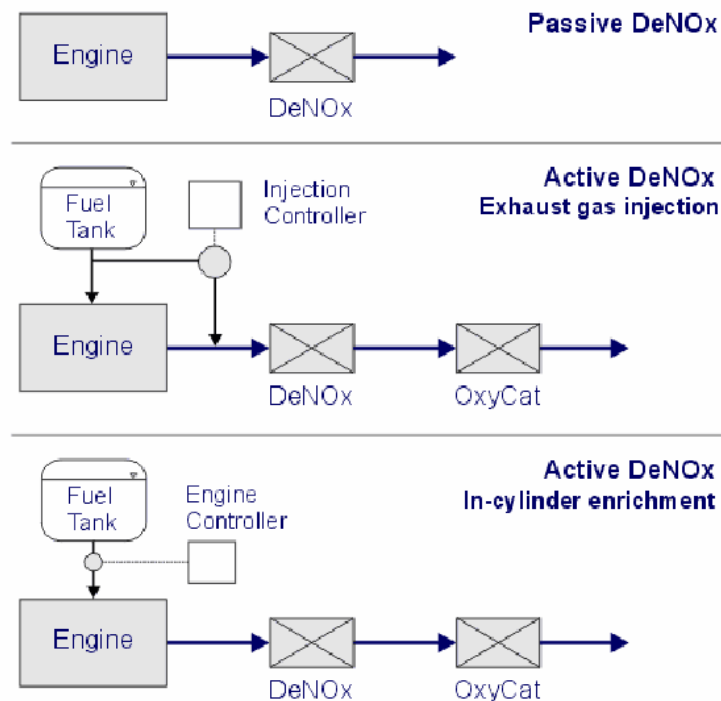 Passive DeNOx
Engine
DeNOx
Active DeNOx
Exhaust gas injection
Fuel
Tank
Injection
Controller
Engine
DeNOx
OxyCat
Active DeNOx
In-cylinder enrichment
Fuel
Tank
Engine
Controller
Engine
DeNOx
OxyCat